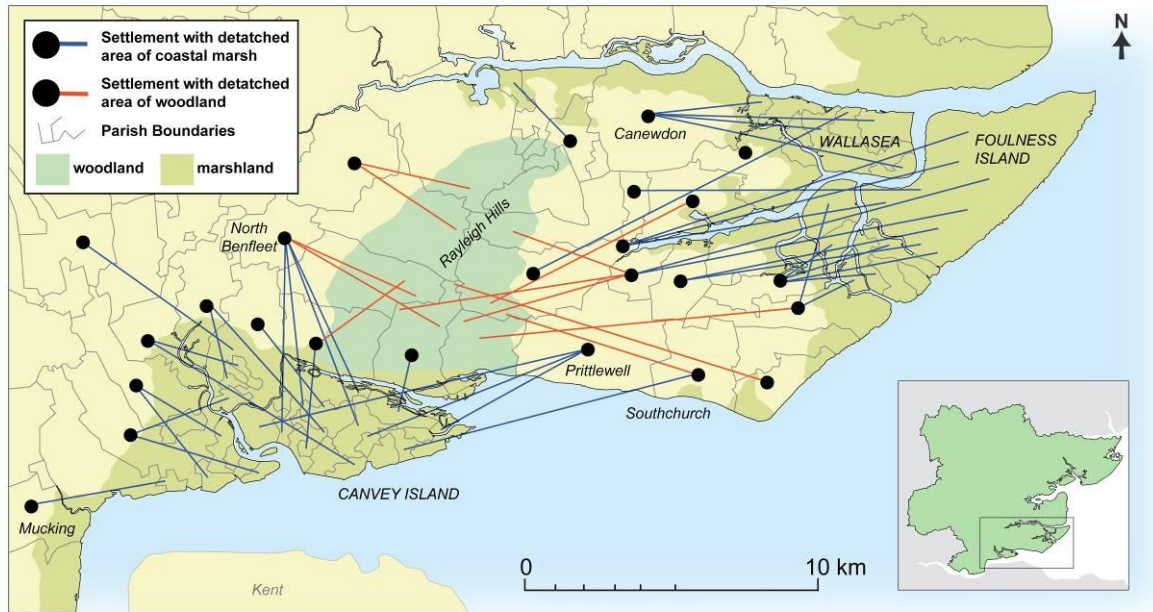 Settlement with detatched
area of coastal marsh
Settlement with detatched
area of woodland
Parish Boundaries
woodland
marshland
N
Canewdon
WALLASEA
FOULNESS
ISLAND
Rayleigh Hills
North
Benfleet
Prittlewell
Southchurch
CANVEY ISLAND
Mucking
Kent
0
10 km